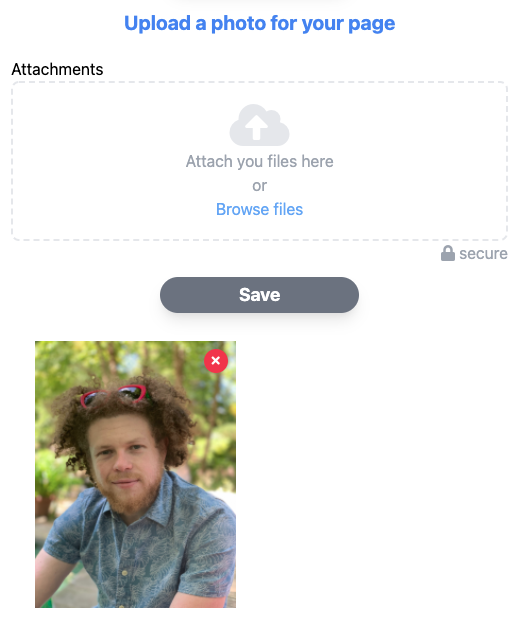 Upload a photo for your page
Attachments
Attach you files here
or
Browse files
secure
Save